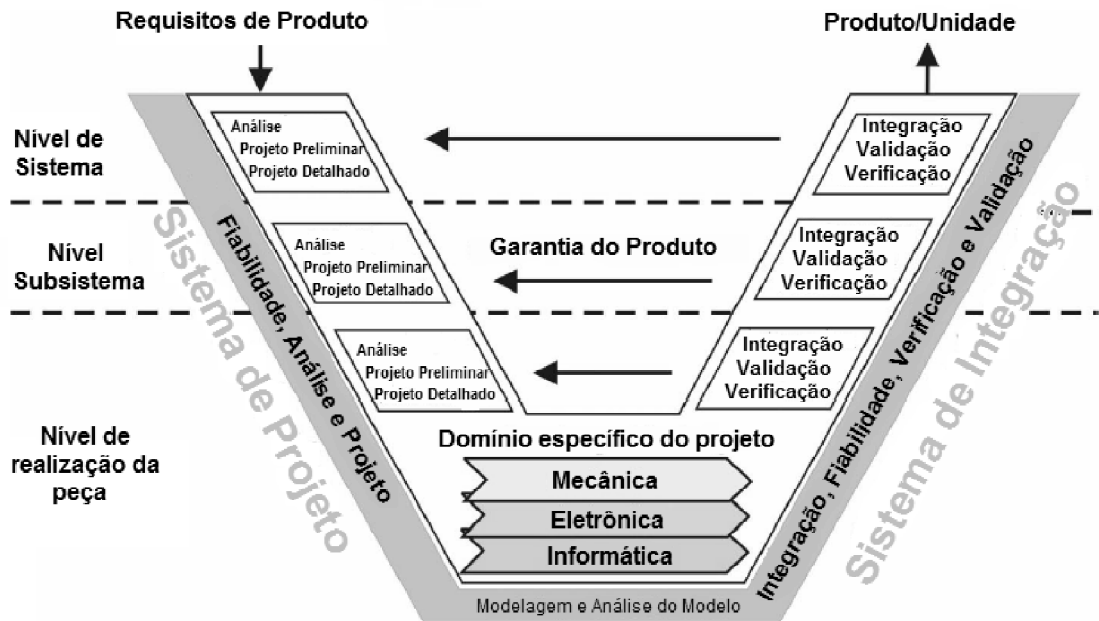 Requisitos de Produto
Produto/Unidade
Nível de
Sistema
Análise
Projeto Preliminar
Projeto Detalhado
Integração
Validação
Verificação
Nível
Subsistema
Análise
Projeto Preliminar
Projeto Detalhado
Garantia do Produto
Integração
Validação
Verificação
Nível de
realização da
peça
Análise
Projeto Preliminar
Projeto Detalhado
Integração
Validação
Verificação
Sistema de Projeto
Fiabilidade, Análise e Projeto
Domínio específico do projeto
Mecânica
Eletrônica
Informática
Integração, Fiabilidade, Verificação e Validação
Sistema de Integração
Modelagem e Análise do Modelo